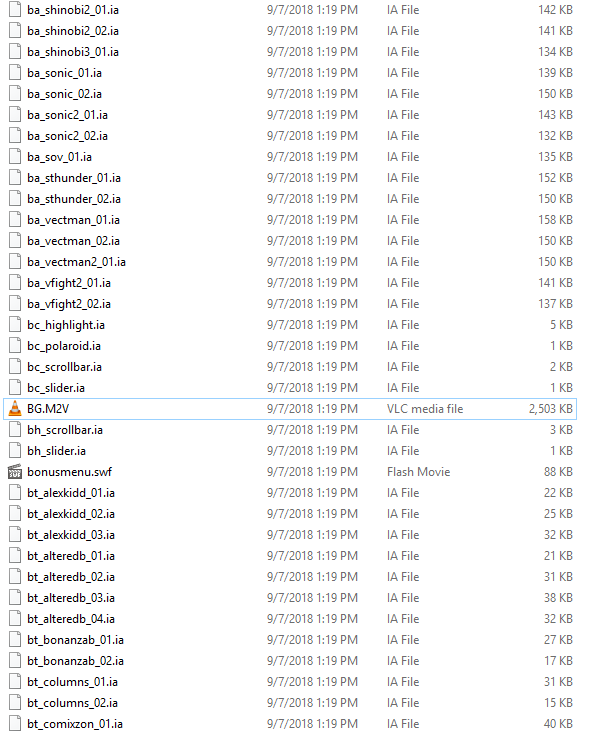 ba_shinobi2_01.ia 9/7/2018 1:19 PM IA File 142 KB
ba_shinobi2_02.ia 9/7/2018 1:19 PM IA File 141 KB
ba_shinobi3_01.ia 9/7/2018 1:19 PM IA File 134 KB
ba_sonic_01.ia 9/7/2018 1:19 PM IA File 139 KB
ba_sonic_02.ia 9/7/2018 1:19 PM IA File 150 KB
ba_sonic2_01.ia 9/7/2018 1:19 PM IA File 143 KB
ba_sonic2_02.ia 9/7/2018 1:19 PM IA File 132 KB
ba_sov_01.ia 9/7/2018 1:19 PM IA File 135 KB
ba_sthunder_01.ia 9/7/2018 1:19 PM IA File 152 KB
ba_sthunder_02.ia 9/7/2018 1:19 PM IA File 150 KB
ba_vectman_01.ia 9/7/2018 1:19 PM IA File 158 KB
ba_vectman_02.ia 9/7/2018 1:19 PM IA File 150 KB
ba_vectman2_01.ia 9/7/2018 1:19 PM IA File 150 KB
ba_vfight2_01.ia 9/7/2018 1:19 PM IA File 141 KB
ba_vfight2_02.ia 9/7/2018 1:19 PM IA File 137 KB
bc_highlight.ia 9/7/2018 1:19 PM IA File 5 KB
bc_polaroid.ia 9/7/2018 1:19 PM IA File 1 KB
bc_scrollbar.ia 9/7/2018 1:19 PM IA File 2 KB
bc_slider.ia 9/7/2018 1:19 PM IA File 1 KB
BG.M2V 9/7/2018 1:19 PM VLC media file 2,503 KB
bh_scrollbar.ia 9/7/2018 1:19 PM IA File 3 KB
bh_slider.ia 9/7/2018 1:19 PM IA File 1 KB
bonusmenu.swf 9/7/2018 1:19 PM Flash Movie 88 KB
bt_alexkidd_01.ia 9/7/2018 1:19 PM IA File 22 KB
bt_alexkidd_02.ia 9/7/2018 1:19 PM IA File 25 KB
bt_alexkidd_03.ia 9/7/2018 1:19 PM IA File 32 KB
bt_alteredb_01.ia 9/7/2018 1:19 PM IA File 21 KB
bt_alteredb_02.ia 9/7/2018 1:19 PM IA File 31 KB
bt_alteredb_03.ia 9/7/2018 1:19 PM IA File 38 KB
bt_alteredb_04.ia 9/7/2018 1:19 PM IA File 32 KB
bt_bonanzab_01.ia 9/7/2018 1:19 PM IA File 27 KB
bt_bonanzab_02.ia 9/7/2018 1:19 PM IA File 17 KB
bt_columns_01.ia 9/7/2018 1:19 PM IA File 31 KB
bt_columns_02.ia 9/7/2018 1:19 PM IA File 15 KB
bt_comixzon_01.ia 9/7/2018 1:19 PM IA File 40 KB